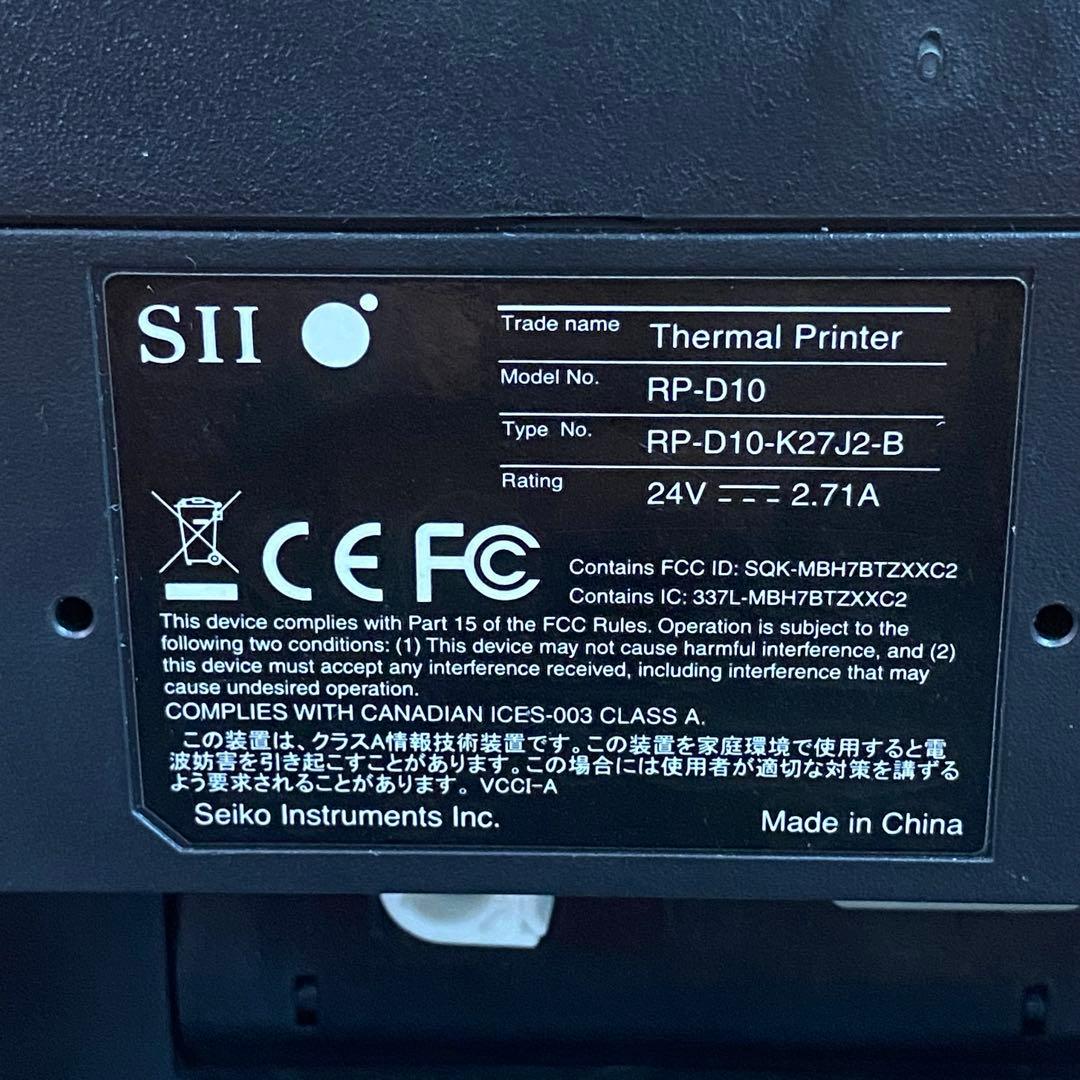 SII
Trade name Thermal Printer
Model No. RP-D10
Type No. RP-D10-K27J2-B
Rating 24V 2.71A
CE FC
Contains FCC ID: SQK-MBH7BTZXXC2
Contains IC: 337L-MBH7BTZXXC2
This device complies with Part 15 of the FCC Rules. Operation is subject to the
following two conditions: (1) This device may not cause harmful interference, and (2)
this device must accept any interference received, including interference that may
cause undesired operation.
COMPLIES WITH CANADIAN ICES-003 CLASS A.
この装置は、クラスA情報技術装置です。この装置を家庭環境で使用すると電
波妨害を引き起こすことがあります。この場合には使用者が適切な対策を講ずる
よう要求されることがあります。 VCCI-A
Seiko Instruments Inc.
Made in China